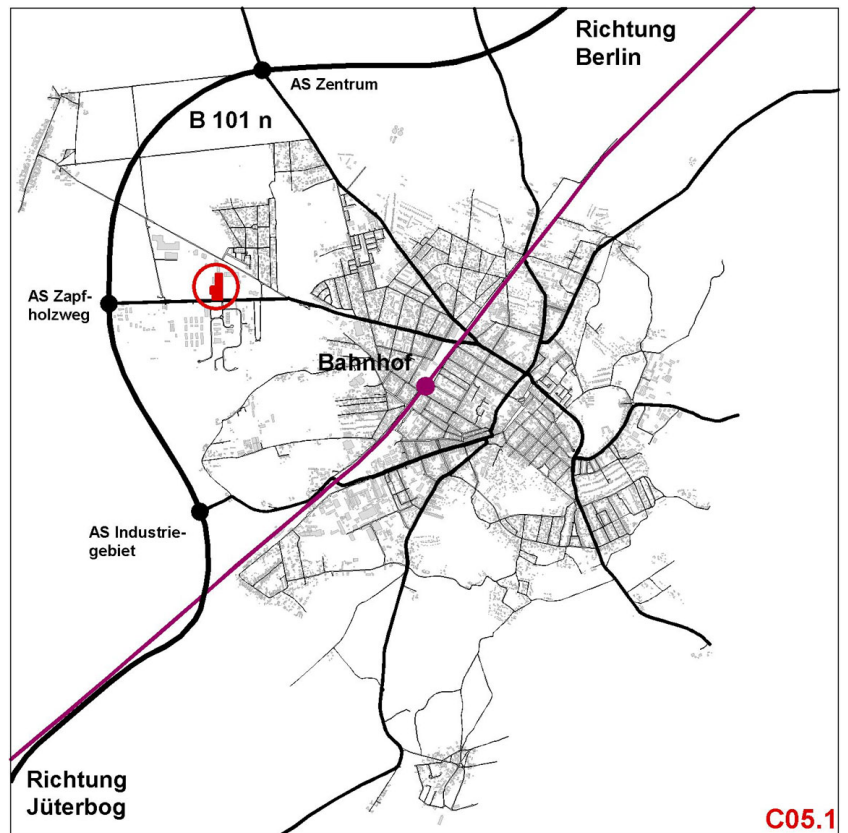 Richtung
Berlin
AS Zentrum
B 101 n
AS Zapf-
holzweg
Bahnhof
AS Industrie-
gebiet
Richtung
Jüterbog
C05.1